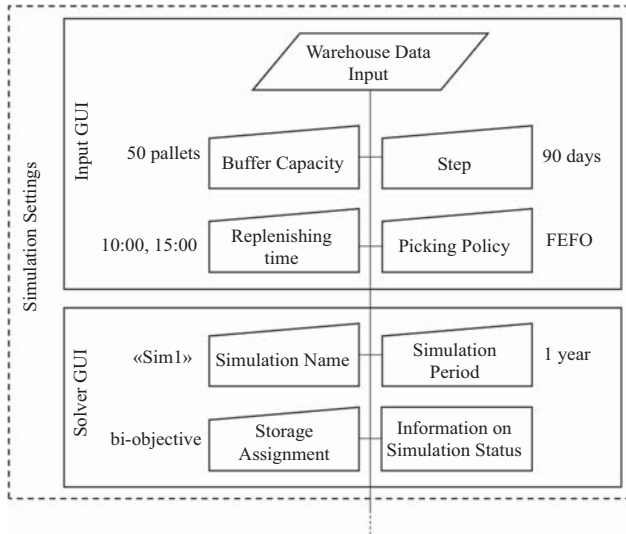 Simulation Settings
Input GUI
Warehouse Data
Input
50 pallets
Buffer Capacity
Step
90 days
10:00, 15:00
Replenishing
time
Picking Policy
FEFO
Solver GUI
«Sim1»
Simulation Name
Simulation
Period
1 year
bi-objective
Storage
Assignment
Information on
Simulation Status